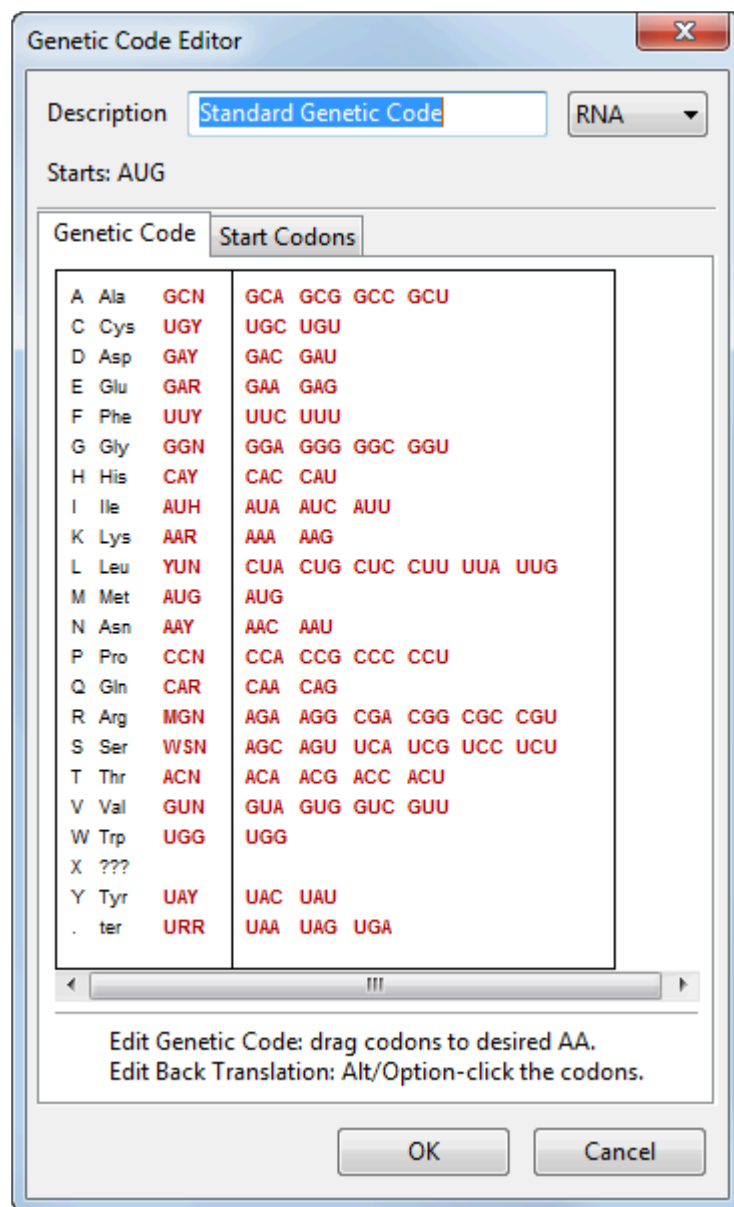 Genetic Code Editor
Description Standard Genetic Code RNA
Starts: AUG
Genetic Code Start Codons
A Ala GCN GCA GCG GCC GCU
C Cys UGY UGC UGU
D Asp GAY GAC GAU
E Glu GAR GAA GAG
F Phe UUY UUC UUU
G Gly GGN GGA GGG GGC GGU
H His CAY CAC CAU
I Ile AUH AUA AUC AUU
K Lys AAR AAA AAG
L Leu YUN CUA CUG CUC CUU UUA UUG
M Met AUG AUG
N Asn AAY AAC AAU
P Pro CCN CCA CCG CCC CCU
Q Gln CAR CAA CAG
R Arg MGN AGA AGG CGA CGG CGC CGU
S Ser WSN AGC AGU UCA UCG UCC UCU
T Thr ACN ACA ACG ACC ACU
V Val GUN GUA GUG GUC GUU
W Trp UGG UGG
X ???
Y Tyr UAY UAC UAU
. ter URR UAA UAG UGA
Edit Genetic Code: drag codons to desired AA.
Edit Back Translation: Alt/Option-click the codons.
OK Cancel